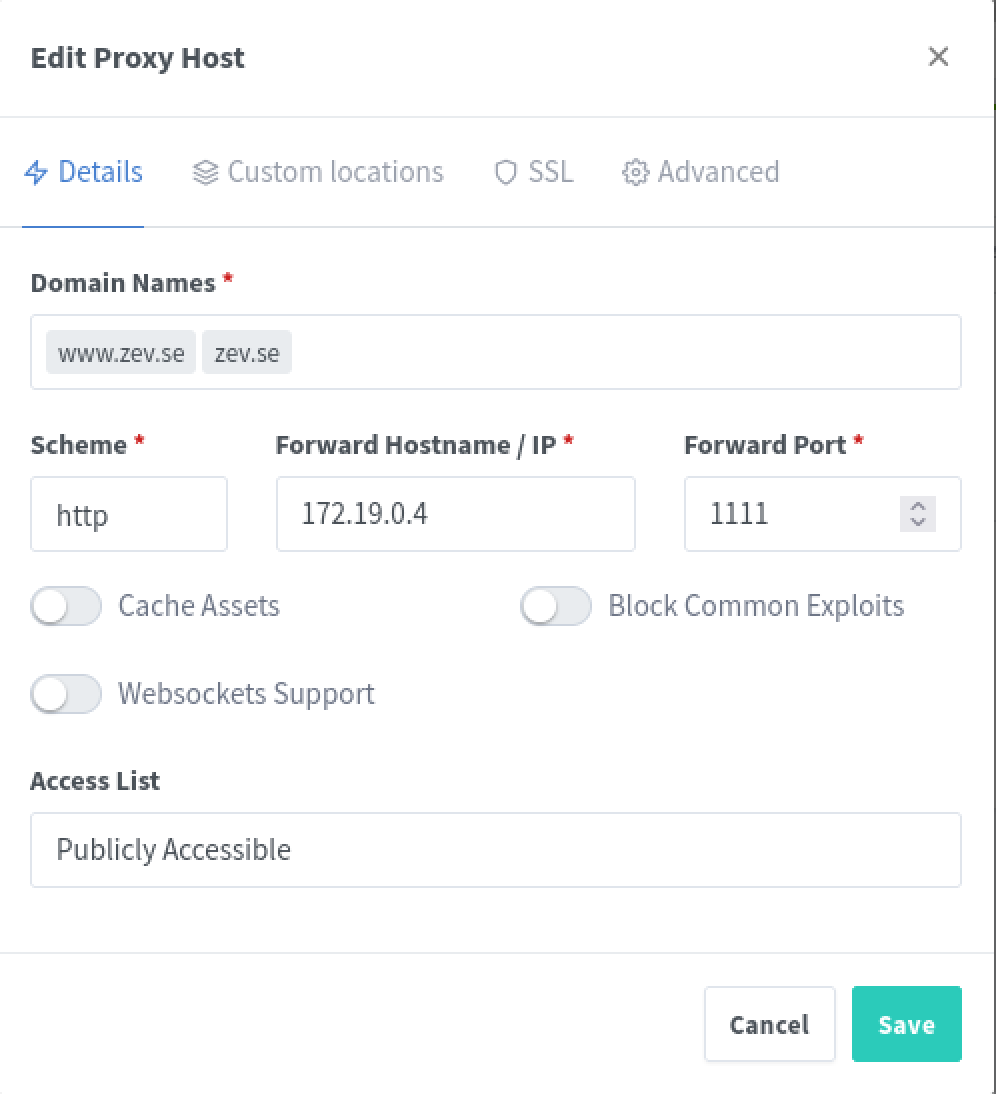 Edit Proxy Host
Details Custom locations SSL Advanced
Domain Names *
www.zev.se zev.se
Scheme * Forward Hostname / IP * Forward Port *
http 172.19.0.4 1111
Cache Assets Block Common Exploits
Websockets Support
Access List
Publicly Accessible
Cancel Save